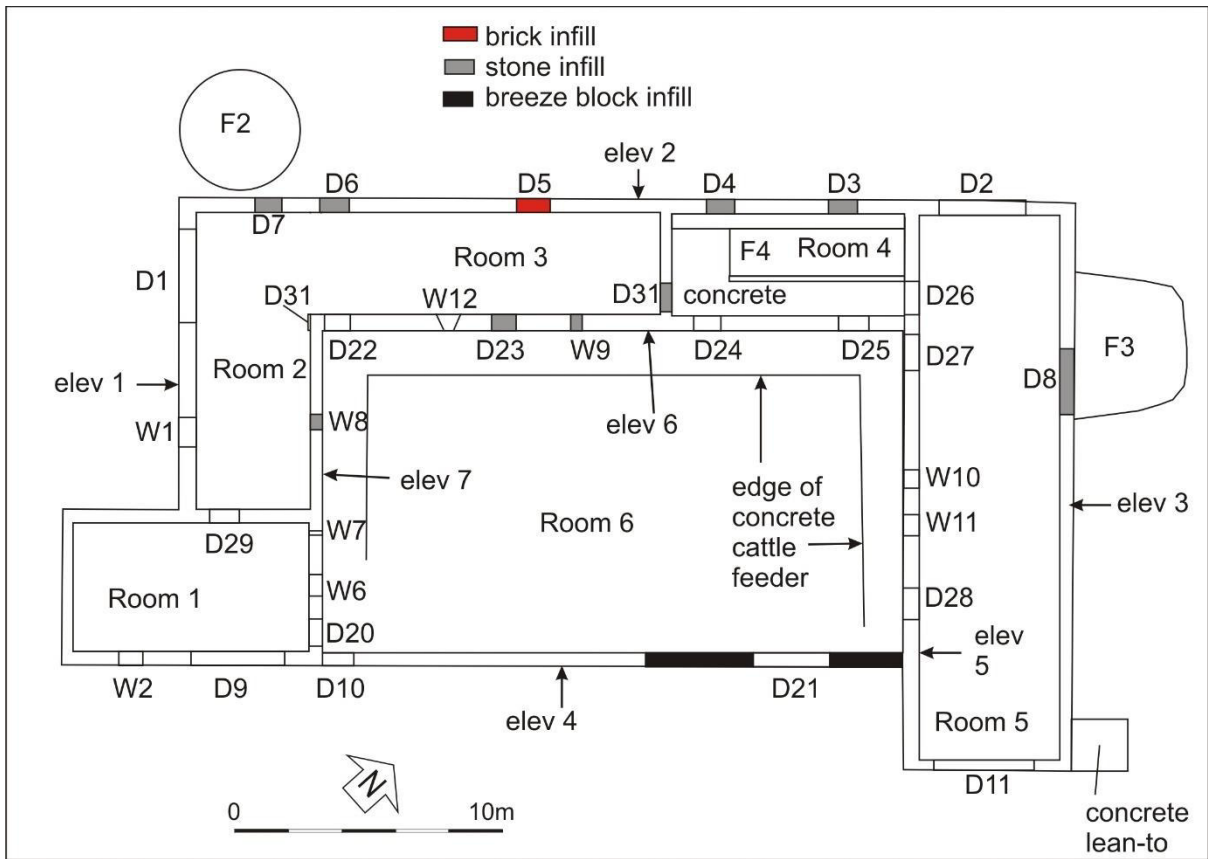 brick infill
stone infill
breeze block infill
F2
elev 2
D6
D5
D4
D3
D2
D7
Room 3
F4
Room 4
D1
D31
W12
D31
concrete
D26
D22
D23
W9
D24
D25
D27
F3
Room 2
D8
elev 1
elev 6
W1
W8
elev 7
edge of
concrete
cattle
feeder
W10
elev 3
W11
Room 6
D29
W7
W6
Room 1
D28
D20
elev
5
W2
D9
D10
D21
elev 4
Room 5
N
D11
0
10m
concrete
lean-to